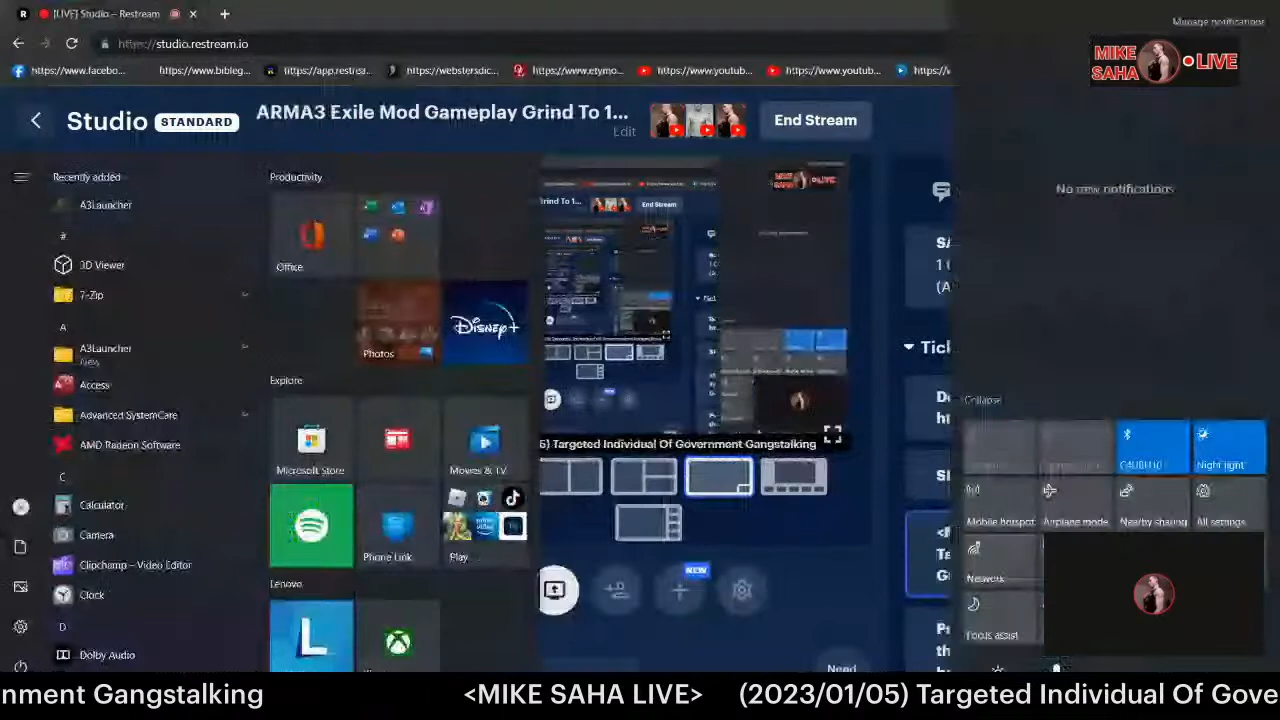 [LIVE] Studio – Restream
Manage notifications
https://studio.restream.io
MIKE SAHA LIVE
https://www.facebo...
https://www.bibleg...
https://app.restrea...
https://webstersdic...
https://www.etymo...
https://www.youtub...
https://www.youtub...
Studio STANDARD
ARMA3 Exile Mod Gameplay Grind To 1...
Edit
End Stream
Recently added
Productivity
No new notifications
A3Launcher
#
Office
3D Viewer
7-Zip
A
A3Launcher
New
Photos
Disney+
Access
Explore
Collapse
Advanced SystemCare
AMD Radeon Software
Microsoft Store
Movies & TV
Targeted Individual Of Government Gangstalking
Night light
C
Calculator
Camera
Mobile hotspot
Airplane mode
Nearby sharing
All settings
Clipchamp – Video Editor
Phone Link
Play
NEW
Network
Clock
Lenovo
D
Focus assist
Dolby Audio
L
Need
nment Gangstalking <MIKE SAHA LIVE> (2023/01/05) Targeted Individual Of Gove